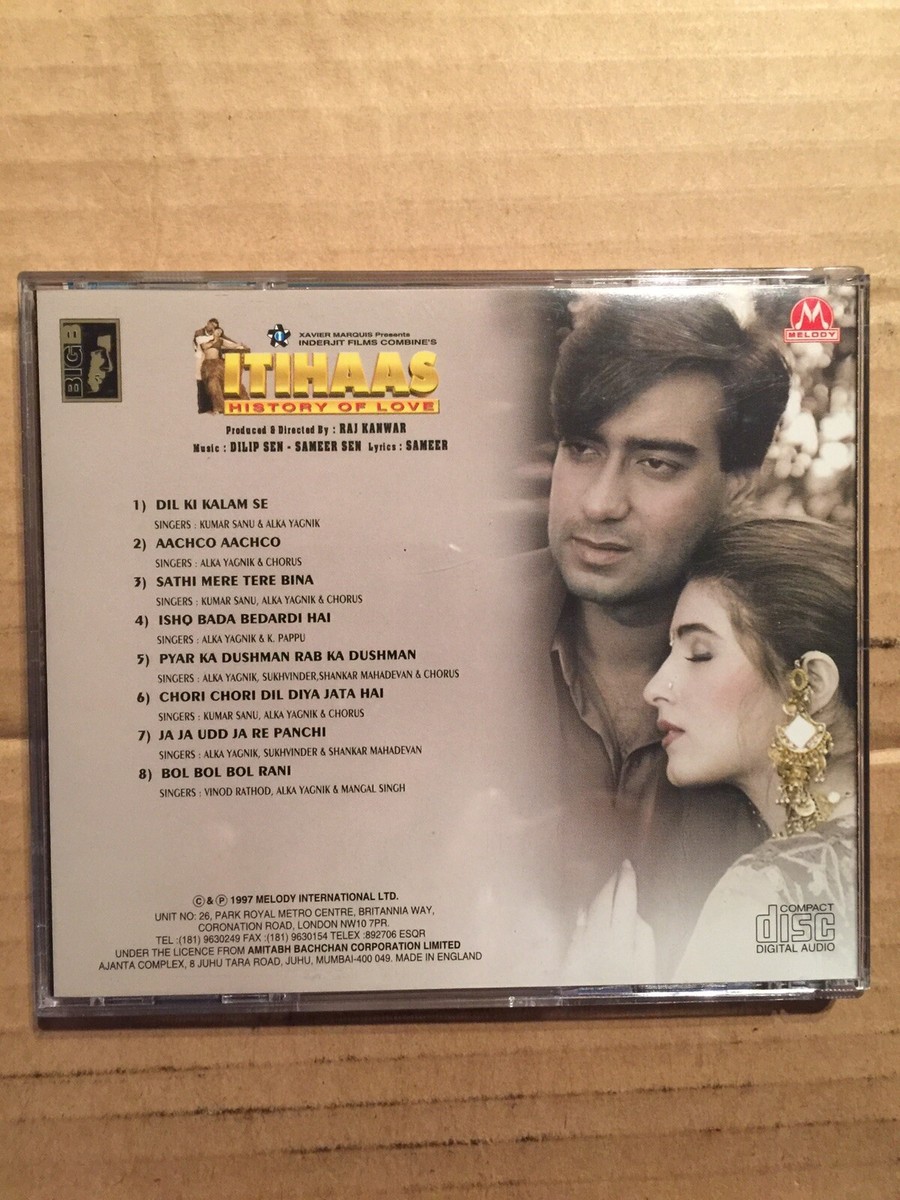 BIGB
XAVIER MARQUIS Presents
INDERJIT FILMS COMBINE'S
ITIHAAS
HISTORY OF LOVE
Produced & Directed By : RAJ KANWAR
Music : DILIP SEN - SAMEER SEN Lyrics : SAMEER
MELODY
1) DIL KI KALAM SE
SINGERS : KUMAR SANU & ALKA YAGNIK
2) AACHCO AACHCO
SINGERS : ALKA YAGNIK & CHORUS
3) SATHI MERE TERE BINA
SINGERS : KUMAR SANU, ALKA YAGNIK & CHORUS
4) ISHQ BADA BEDARDI HAI
SINGERS : ALKA YAGNIK & K. PAPPU
5) PYAR KA DUSHMAN RAB KA DUSHMAN
SINGERS : ALKA YAGNIK, SUKHVINDER,SHANKAR MAHADEVAN & CHORUS
6) CHORI CHORI DIL DIYA JATA HAI
SINGERS : KUMAR SANU, ALKA YAGNIK & CHORUS
7) JA JA UDD JA RE PANCHI
SINGERS : ALKA YAGNIK, SUKHVINDER & SHANKAR MAHADEVAN
8) BOL BOL BOL RANI
SINGERS : VINOD RATHOD, ALKA YAGNIK & MANGAL SINGH
© & ℗ 1997 MELODY INTERNATIONAL LTD.
UNIT NO: 26, PARK ROYAL METRO CENTRE, BRITANNIA WAY,
CORONATION ROAD, LONDON NW10 7PR.
TEL :(181) 9630249 FAX :(181) 9630154 TELEX :892706 ESQR
UNDER THE LICENCE FROM AMITABH BACHCHAN CORPORATION LIMITED
AJANTA COMPLEX, 8 JUHU TARA ROAD, JUHU, MUMBAI-400 049. MADE IN ENGLAND
COMPACT
disc
DIGITAL AUDIO